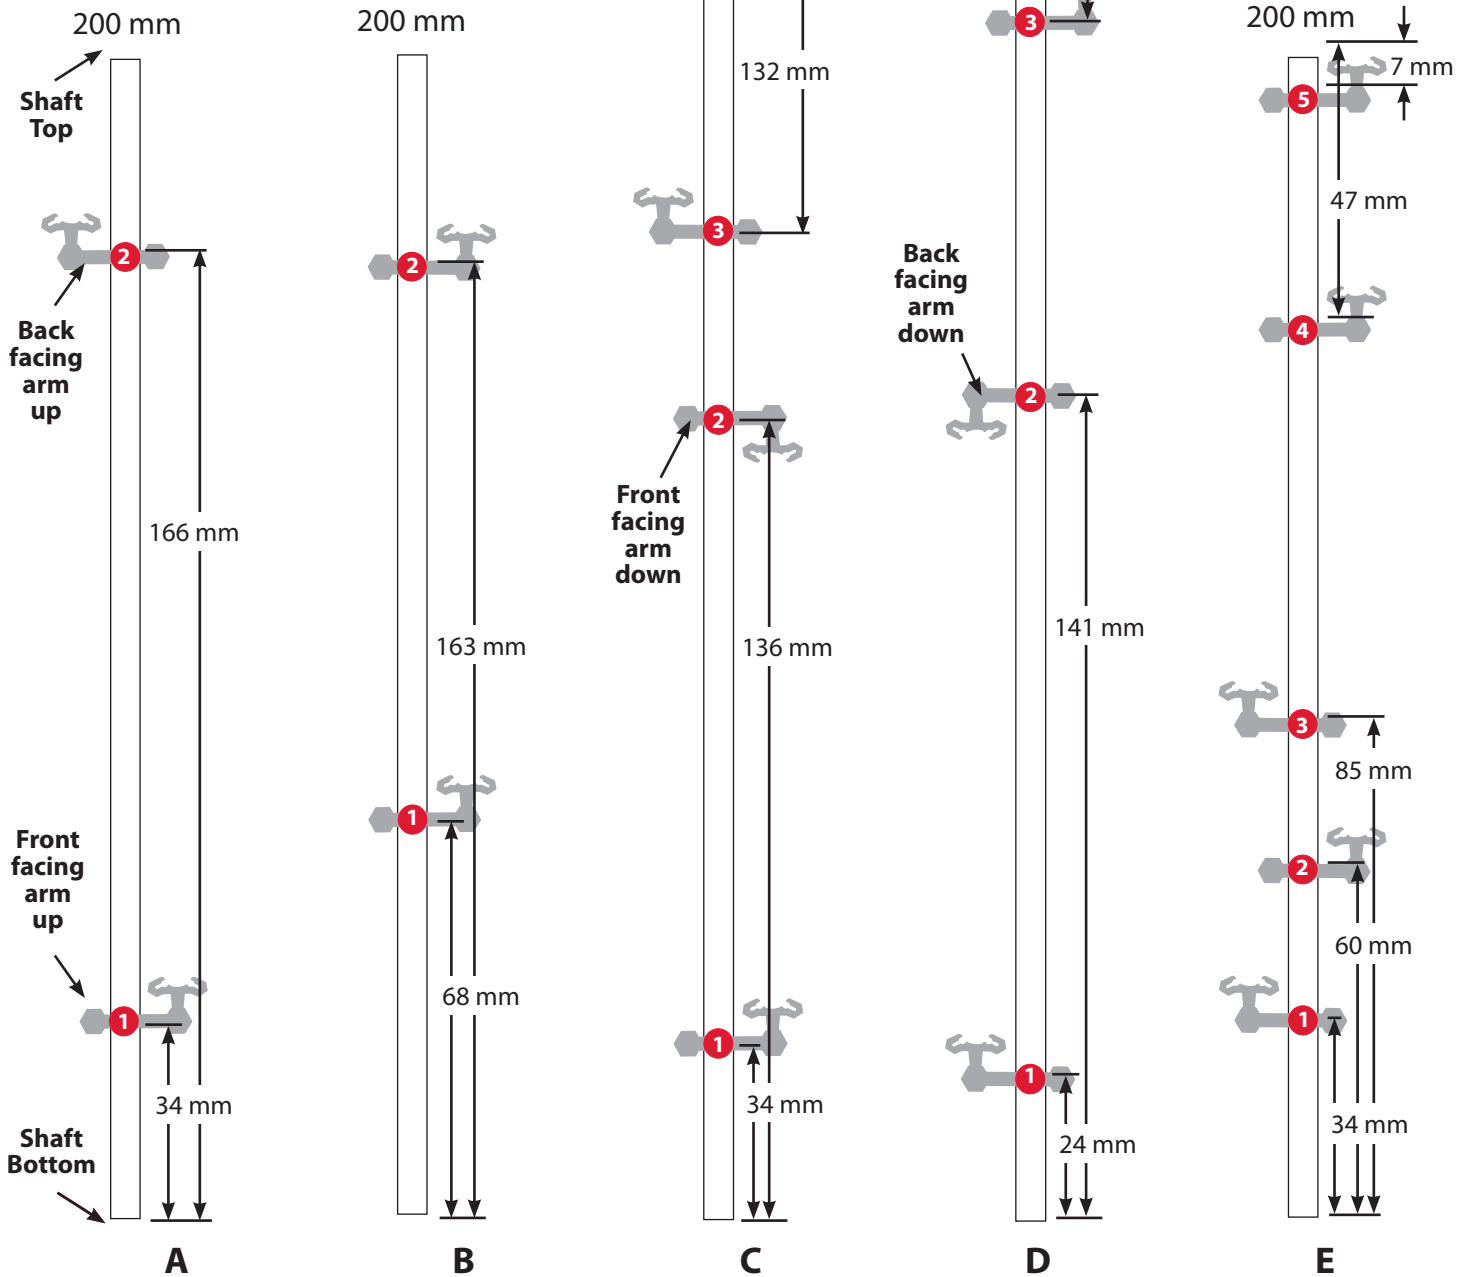 200 mm
Shaft
Top
2
Back
facing
arm
up
166 mm
Front
facing
arm
up
1
34 mm
Shaft
Bottom
A
200 mm
2
163 mm
1
68 mm
B
132 mm
3
2
Front
facing
arm
down
136 mm
1
34 mm
C
3
Back
facing
arm
down
2
141 mm
1
24 mm
D
200 mm
7 mm
5
47 mm
4
3
85 mm
2
60 mm
1
34 mm
E